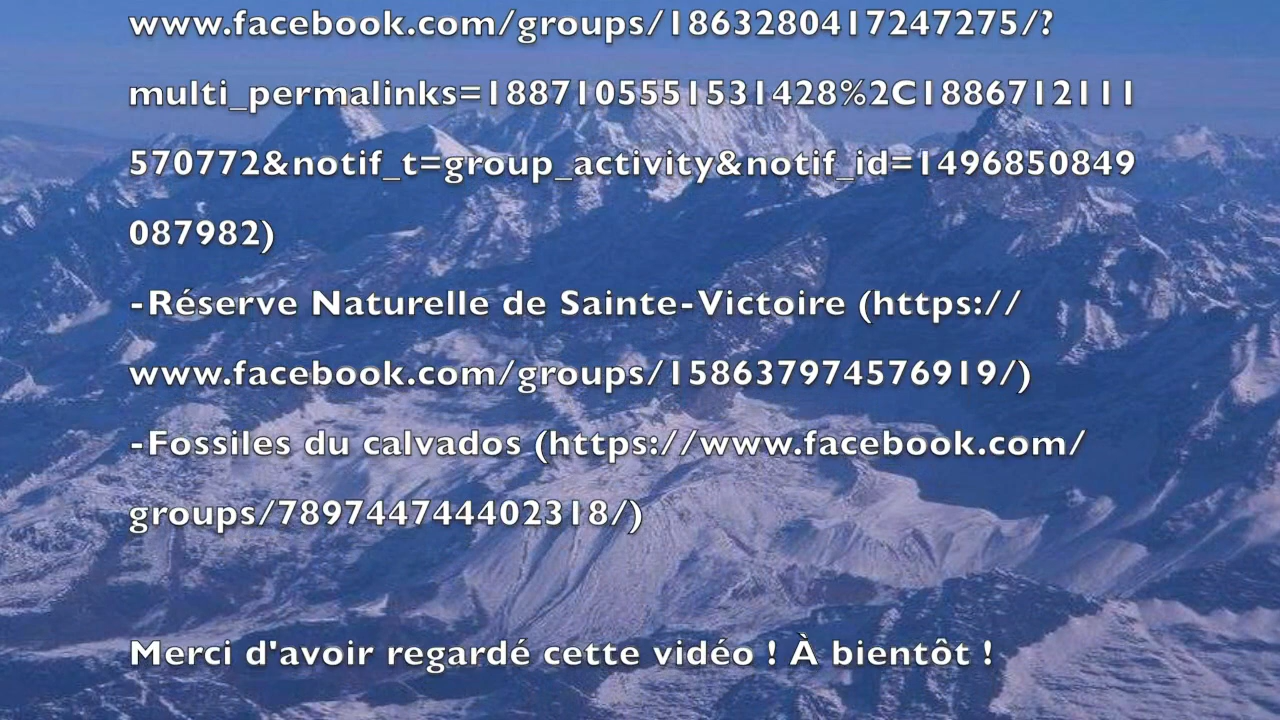 www.facebook.com/groups/1863280417247275/?
multi_permalinks=1887105551531428%2C1886712111
570772&notif_t=group_activity&notif_id=1496850849
087982)
-Réserve Naturelle de Sainte-Victoire (https://
www.facebook.com/groups/158637974576919/)
-Fossiles du calvados (https://www.facebook.com/
groups/789744744402318/)
Merci d'avoir regardé cette vidéo ! À bientôt !